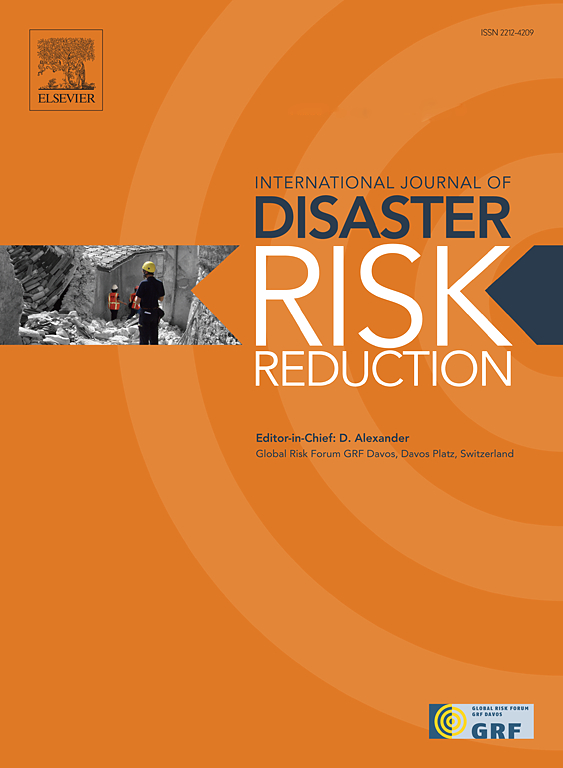 ISSN 2212-4209
ELSEVIER
INTERNATIONAL JOURNAL OF
DISASTER
RISK
REDUCTION
Editor-in-Chief: D. Alexander
Global Risk Forum GRF Davos, Davos Platz, Switzerland
GLOBAL RISK FORUM
GRF DAVOS
GRF